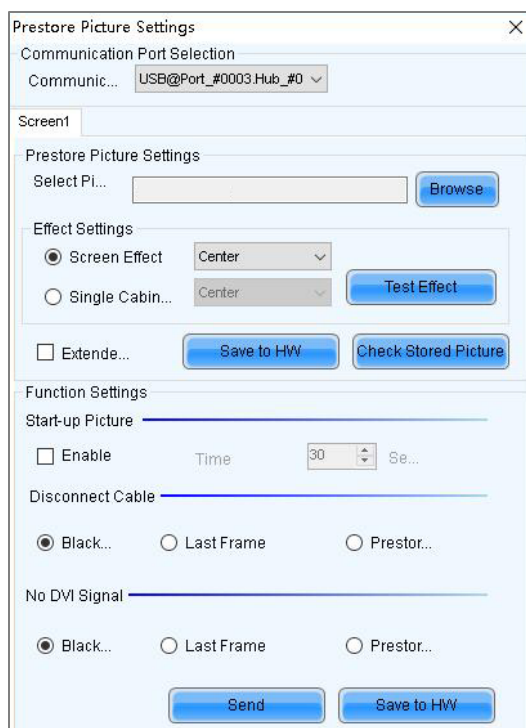 Prestore Picture Settings
Communication Port Selection
Communic... USB@Port_#0003.Hub_#0
Screen1
Prestore Picture Settings
Select Pi... Browse
Effect Settings
Screen Effect Center
Single Cabin... Center
Test Effect
Extende... Save to HW Check Stored Picture
Function Settings
Start-up Picture
Enable Time 30 Se...
Disconnect Cable
Black... Last Frame Prestor...
No DVI Signal
Black... Last Frame Prestor...
Send Save to HW